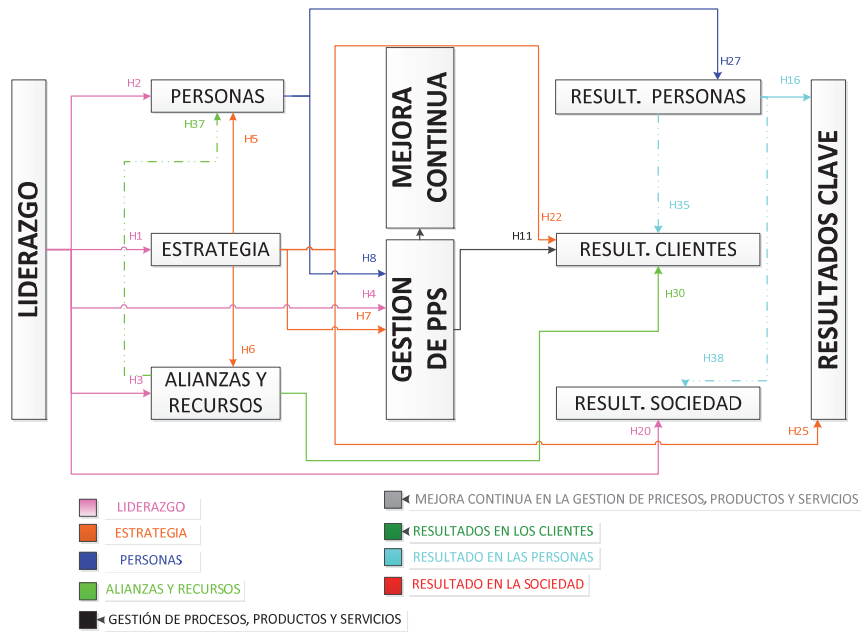 H27
H2
H16
PERSONAS
RESULT. PERSONAS
H37
H5
MEJORA
CONTINUA
LIDERAZGO
H35
H22
H1
H11
ESTRATEGIA
RESULT. CLIENTES
RESULTADOS CLAVE
H8
H4
H30
H7
GESTION
DE PPS
H6
H38
H3
ALIANZAS Y
RECURSOS
RESULT. SOCIEDAD
H20
H25
LIDERAZGO
ESTRATEGIA
PERSONAS
ALIANZAS Y RECURSOS
GESTIÓN DE PROCESOS, PRODUCTOS Y SERVICIOS
MEJORA CONTINUA EN LA GESTION DE PRICESOS, PRODUCTOS Y SERVICIOS
RESULTADOS EN LOS CLIENTES
RESULTADO EN LAS PERSONAS
RESULTADO EN LA SOCIEDAD